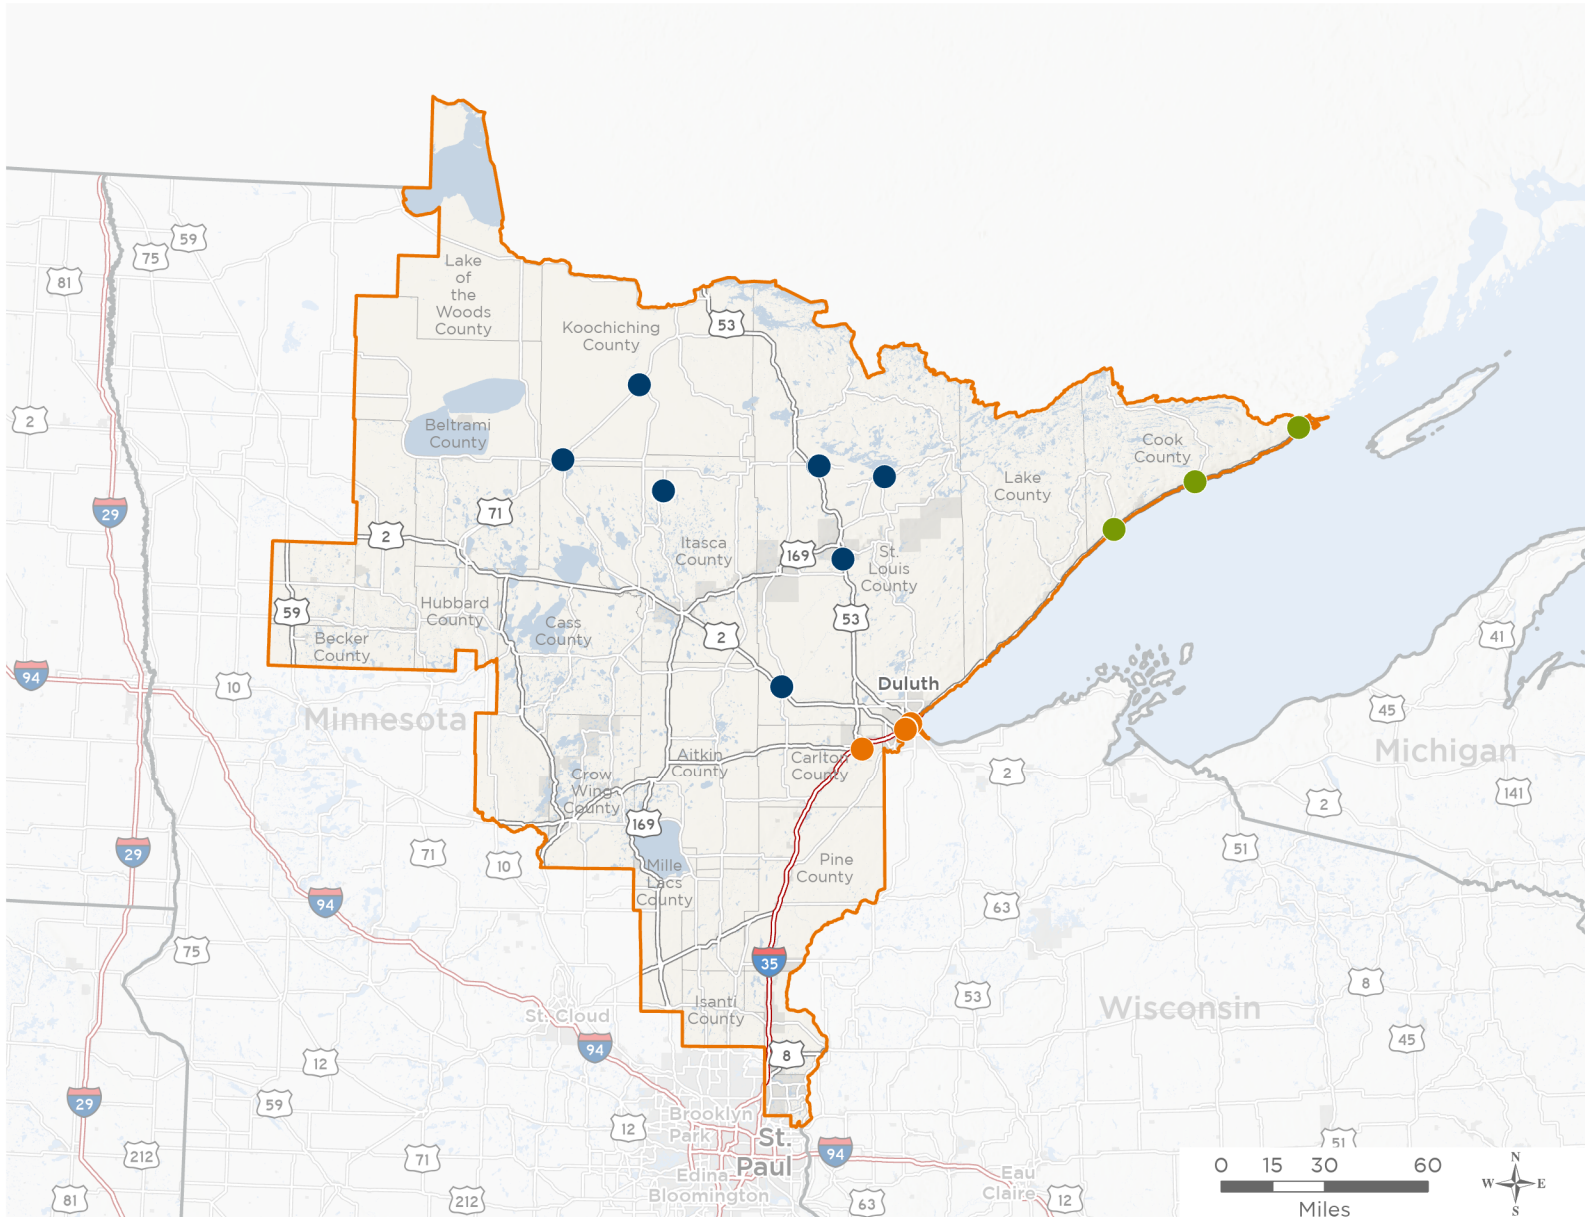 59
75
81
Lake
of
the
Woods
County
Koochiching
County
53
2
Beltrami
County
Cook
County
Lake
County
29
71
2
Itasca
County
169
St.
Louis
County
59
Hubbard
County
Becker
County
Cass
County
2
53
41
94
10
Duluth
45
Minnesota
Michigan
Aitkin
County
Carlton
County
2
Crow
Wing
County
141
2
169
29
71
10
Mille
Lacs
County
Pine
County
51
94
63
75
35
8
53
Isanti
County
Wisconsin
St. Cloud
94
45
8
12
29
59
Brooklyn
Park
12
St.
Paul
94
51
212
71
Edina
Bloomington
Eau
Claire
81
212
63
12
0 15 30 60
Miles
N
W E
S